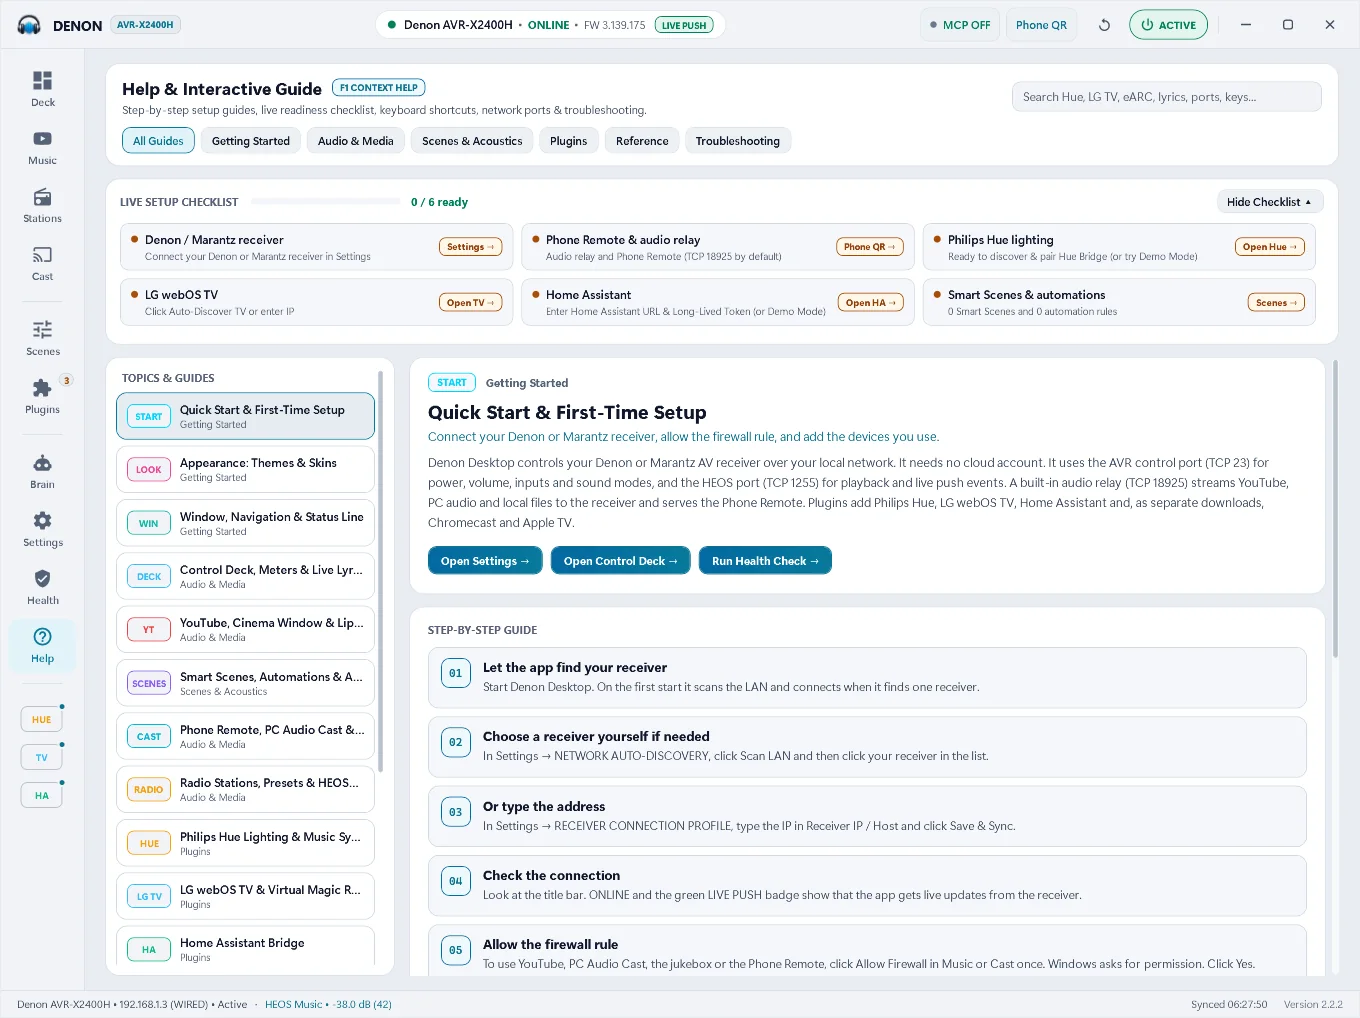 DENON AVR-X2400H
Denon AVR-X2400H • ONLINE • FW 3.139.175 LIVE PUSH
MCP OFF
Phone QR
ACTIVE
Deck
Music
Stations
Cast
Scenes
Plugins 3
Brain
Settings
Health
Help
HUE
TV
HA
Help & Interactive Guide F1 CONTEXT HELP
Step-by-step setup guides, live readiness checklist, keyboard shortcuts, network ports & troubleshooting.
Search Hue, LG TV, eARC, lyrics, ports, keys...
All Guides Getting Started Audio & Media Scenes & Acoustics Plugins Reference Troubleshooting
LIVE SETUP CHECKLIST 0 / 6 ready Hide Checklist ▲
Denon / Marantz receiver
Connect your Denon or Marantz receiver in Settings
Settings →
Phone Remote & audio relay
Audio relay and Phone Remote (TCP 18925 by default)
Phone QR →
Philips Hue lighting
Ready to discover & pair Hue Bridge (or try Demo Mode)
Open Hue →
LG webOS TV
Click Auto-Discover TV or enter IP
Open TV →
Home Assistant
Enter Home Assistant URL & Long-Lived Token (or Demo Mode)
Open HA →
Smart Scenes & automations
0 Smart Scenes and 0 automation rules
Scenes →
TOPICS & GUIDES
START Quick Start & First-Time Setup
Getting Started
LOOK Appearance: Themes & Skins
Getting Started
WIN Window, Navigation & Status Line
Getting Started
DECK Control Deck, Meters & Live Lyr...
Audio & Media
YT YouTube, Cinema Window & Lip...
Audio & Media
SCENES Smart Scenes, Automations & A...
Scenes & Acoustics
CAST Phone Remote, PC Audio Cast &...
Audio & Media
RADIO Radio Stations, Presets & HEOS...
Audio & Media
HUE Philips Hue Lighting & Music Sy...
Plugins
LG TV LG webOS TV & Virtual Magic R...
Plugins
HA Home Assistant Bridge
Plugins
START Getting Started
Quick Start & First-Time Setup
Connect your Denon or Marantz receiver, allow the firewall rule, and add the devices you use.
Denon Desktop controls your Denon or Marantz AV receiver over your local network. It needs no cloud account. It uses the AVR control port (TCP 23) for
power, volume, inputs and sound modes, and the HEOS port (TCP 1255) for playback and live push events. A built-in audio relay (TCP 18925) streams YouTube,
PC audio and local files to the receiver and serves the Phone Remote. Plugins add Philips Hue, LG webOS TV, Home Assistant and, as separate downloads,
Chromecast and Apple TV.
Open Settings → Open Control Deck → Run Health Check →
STEP-BY-STEP GUIDE
01 Let the app find your receiver
Start Denon Desktop. On the first start it scans the LAN and connects when it finds one receiver.
02 Choose a receiver yourself if needed
In Settings → NETWORK AUTO-DISCOVERY, click Scan LAN and then click your receiver in the list.
03 Or type the address
In Settings → RECEIVER CONNECTION PROFILE, type the IP in Receiver IP / Host and click Save & Sync.
04 Check the connection
Look at the title bar. ONLINE and the green LIVE PUSH badge show that the app gets live updates from the receiver.
05 Allow the firewall rule
To use YouTube, PC Audio Cast, the jukebox or the Phone Remote, click Allow Firewall in Music or Cast once. Windows asks for permission. Click Yes.
Denon AVR-X2400H • 192.168.1.3 (WIRED) • Active · HEOS Music • -38.0 dB (42)
Synced 06:27:50 Version 2.2.2